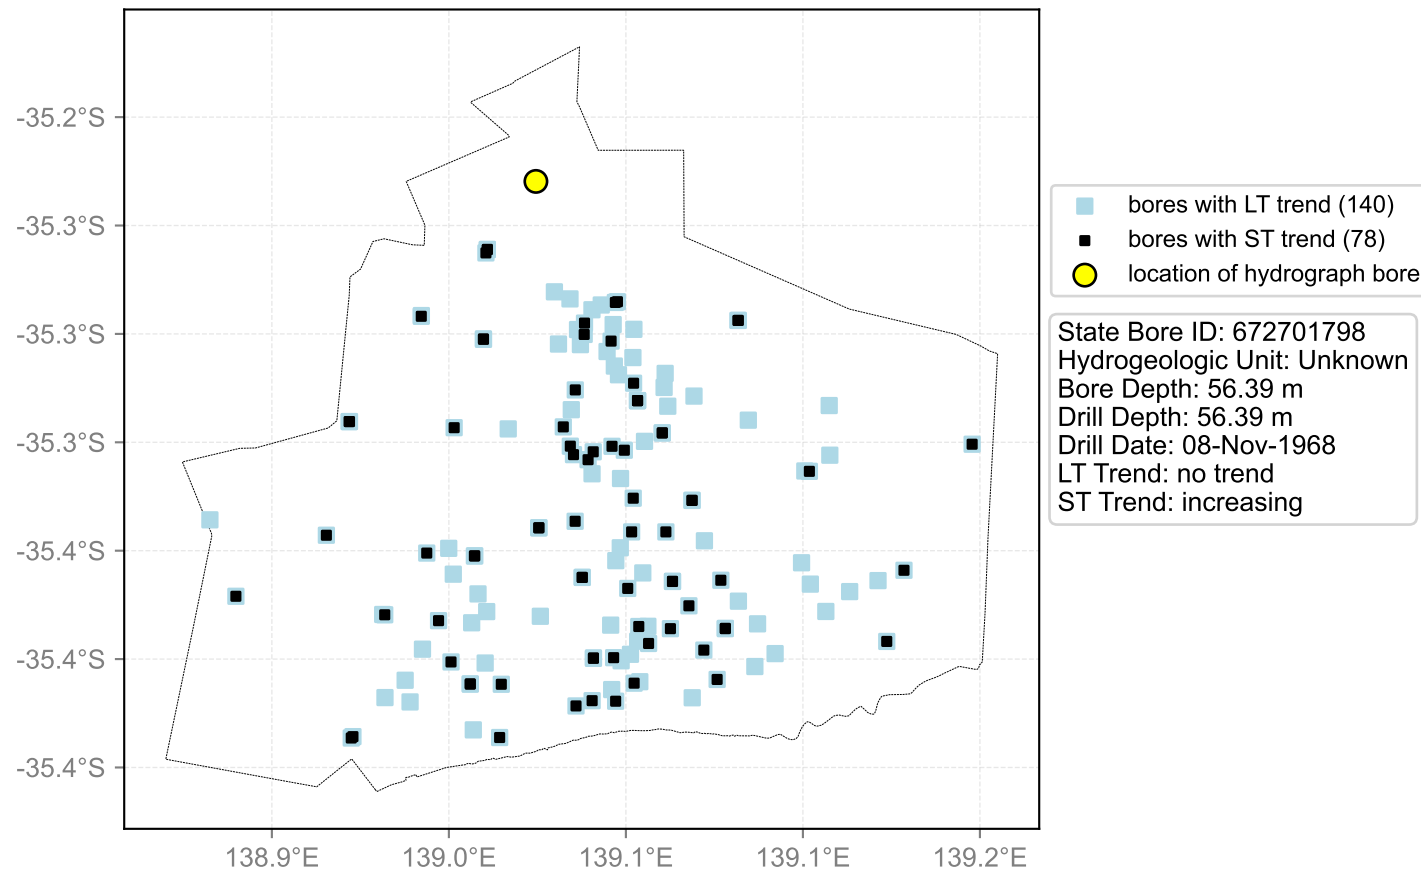 -35.2°S
-35.3°S
-35.3°S
-35.3°S
-35.4°S
-35.4°S
-35.4°S
138.9°E
139.0°E
139.1°E
139.1°E
139.2°E
bores with LT trend (140)
bores with ST trend (78)
location of hydrograph bore
State Bore ID: 672701798
Hydrogeologic Unit: Unknown
Bore Depth: 56.39 m
Drill Depth: 56.39 m
Drill Date: 08-Nov-1968
LT Trend: no trend
ST Trend: increasing